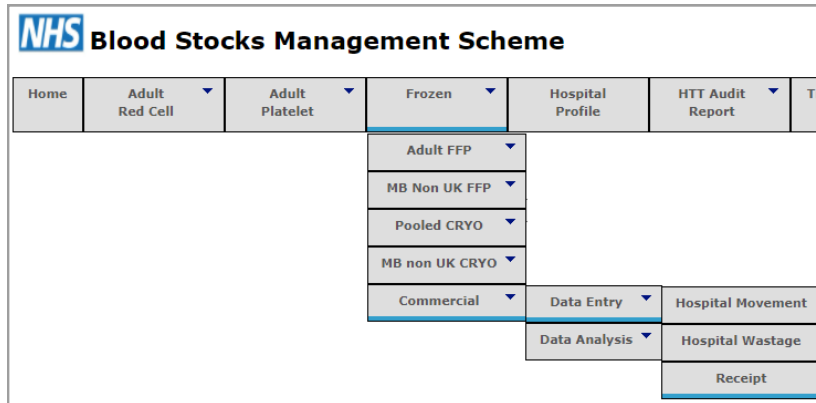 NHS Blood Stocks Management Scheme
Home
Adult
Red Cell
Adult
Platelet
Frozen
Hospital
Profile
HTT Audit
Report
T
Adult FFP
MB Non UK FFP
Pooled CRYO
MB non UK CRYO
Commercial
Data Entry
Hospital Movement
Data Analysis
Hospital Wastage
Receipt